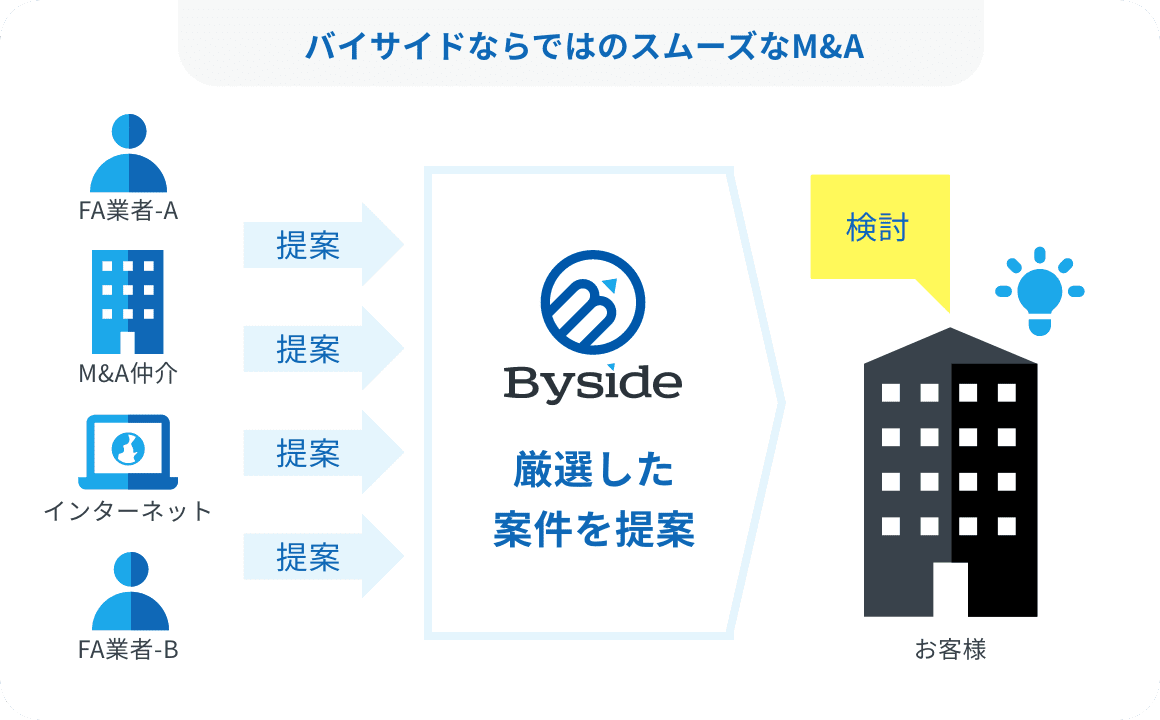 バイサイドならではのスムーズなM&A
FA業者-A
M&A仲介
インターネット
FA業者-B
提案
提案
提案
提案
Byside
厳選した
案件を提案
検討
お客様